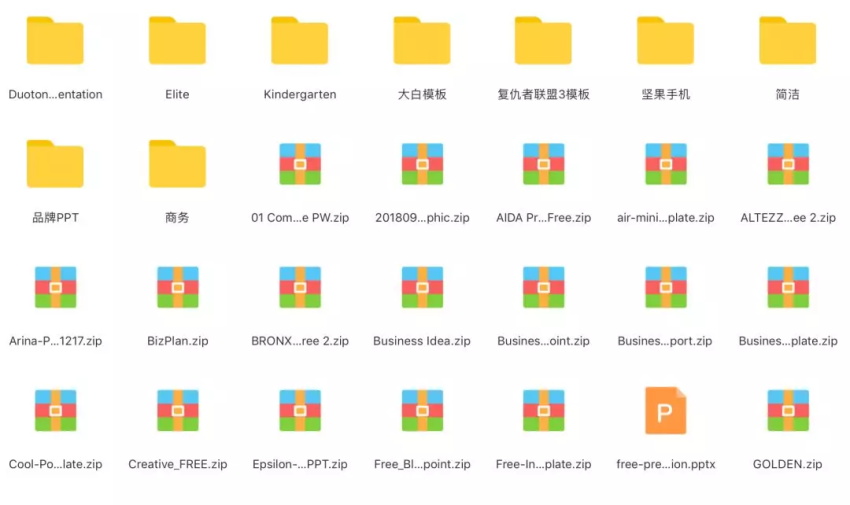 Duoton...entation
Elite
Kindergarten
大白模板
复仇者联盟3模板
坚果手机
简洁
品牌PPT
商务
01 Com...e PW.zip
201809...phic.zip
AIDA Pr...Free.zip
air-mini...plate.zip
ALTEZZ...ee 2.zip
Arina-P...1217.zip
BizPlan.zip
BRONX...ree 2.zip
Business Idea.zip
Busines...oint.zip
Busines...port.zip
Busines...plate.zip
Cool-Po...late.zip
Creative_FREE.zip
Epsilon-...PPT.zip
Free_Bl...point.zip
Free-In...plate.zip
P
free-pre...ion.pptx
GOLDEN.zip